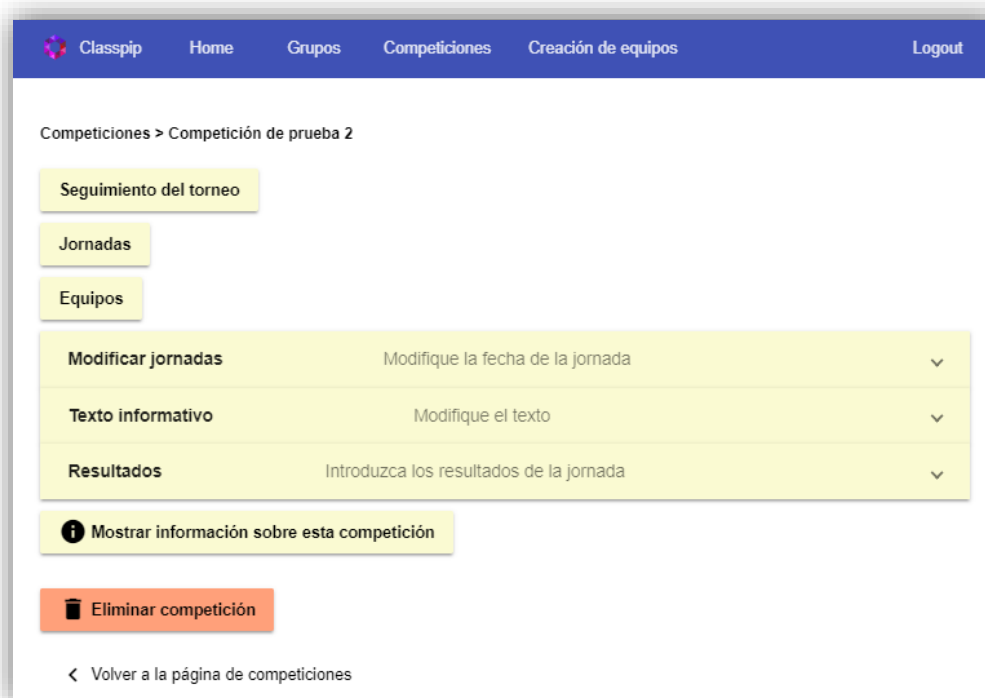 Classpip Home Grupos Competiciones Creación de equipos Logout
Competiciones > Competición de prueba 2
Seguimiento del torneo
Jornadas
Equipos
Modificar jornadas Modifique la fecha de la jornada
Texto informativo Modifique el texto
Resultados Introduzca los resultados de la jornada
Mostrar información sobre esta competición
Eliminar competición
Volver a la página de competiciones